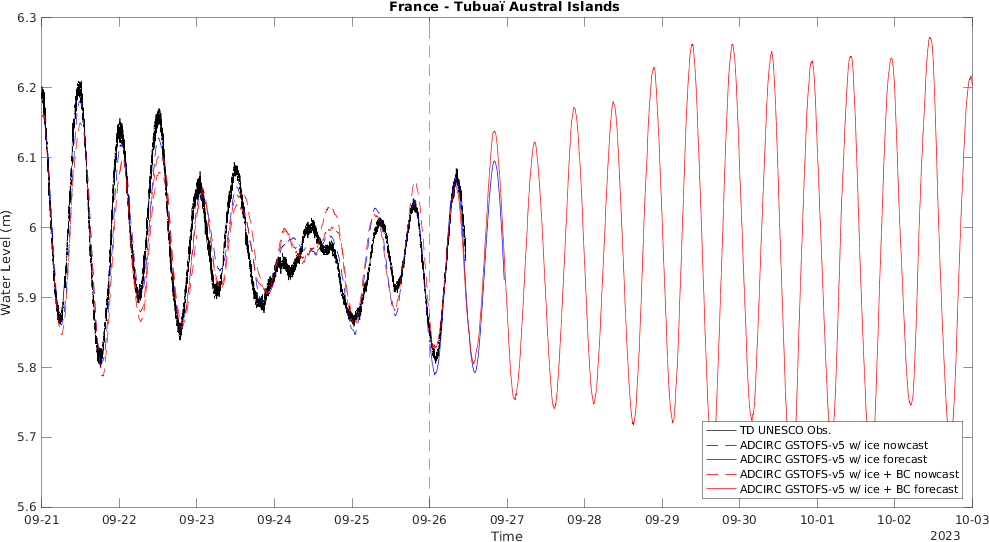 France - Tubuaï Austral Islands
6.3
6.2
6.1
6
5.9
5.8
5.7
5.6
Water Level (m)
TD UNESCO Obs.
ADCIRC GSTOFS-v5 w/ ice nowcast
ADCIRC GSTOFS-v5 w/ ice forecast
ADCIRC GSTOFS-v5 w/ ice + BC nowcast
ADCIRC GSTOFS-v5 w/ ice + BC forecast
09-21 09-22 09-23 09-24 09-25 09-26 09-27 09-28 09-29 09-30 10-01 10-02 10-03
Time
2023